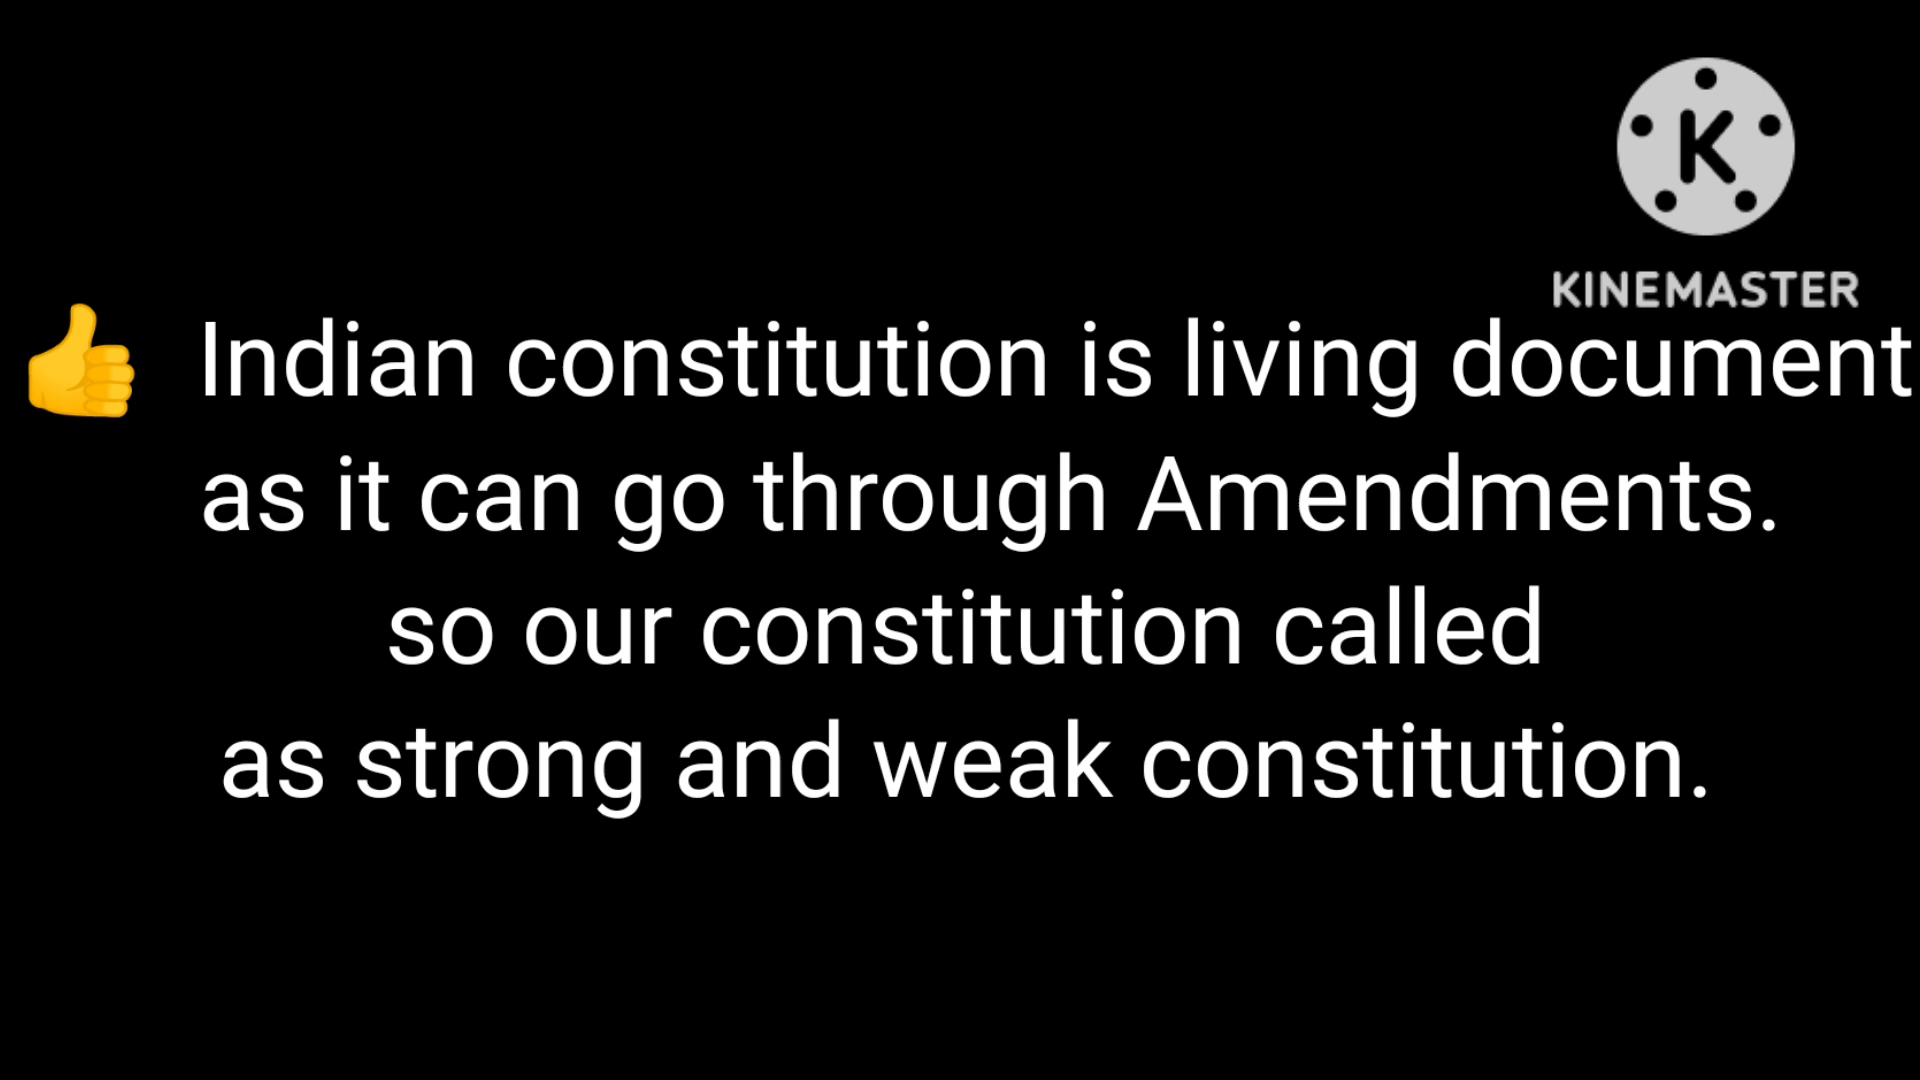 K
KINEMASTER
👍 Indian constitution is living document
as it can go through Amendments.
so our constitution called
as strong and weak constitution.